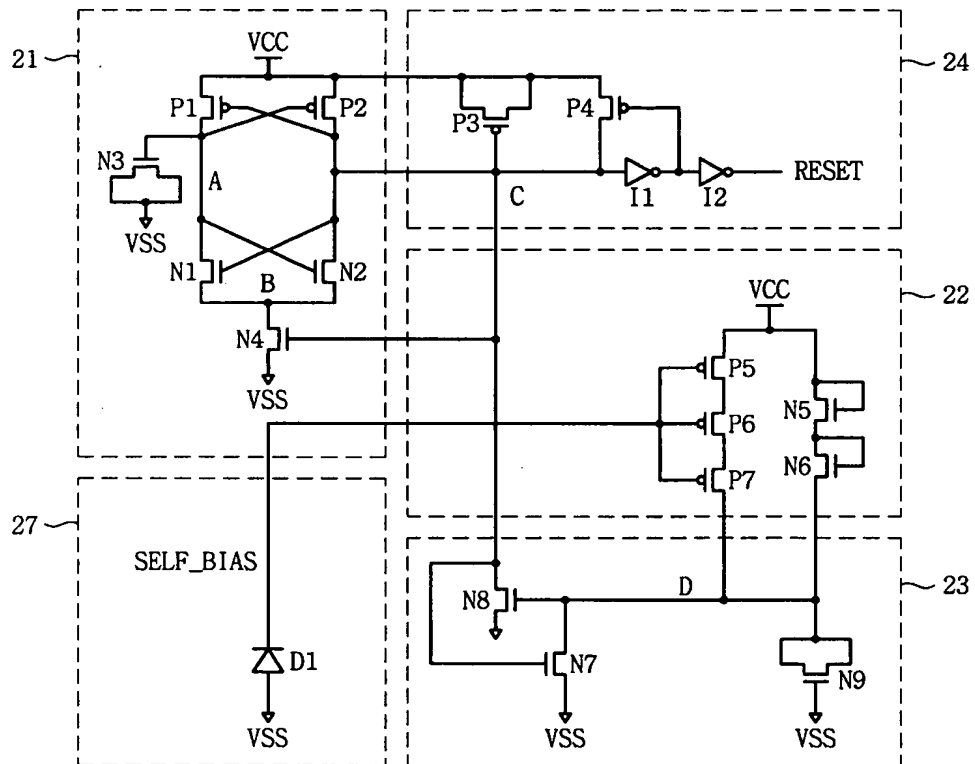 21
VCC
P1
P2
N3
A
VSS
N1
N2
B
N4
VSS
24
P3
P4
C
I1
I2
RESET
22
VCC
P5
N5
P6
N6
P7
27
SELF_BIAS
D1
VSS
23
D
N8
N7
N9
VSS
VSS